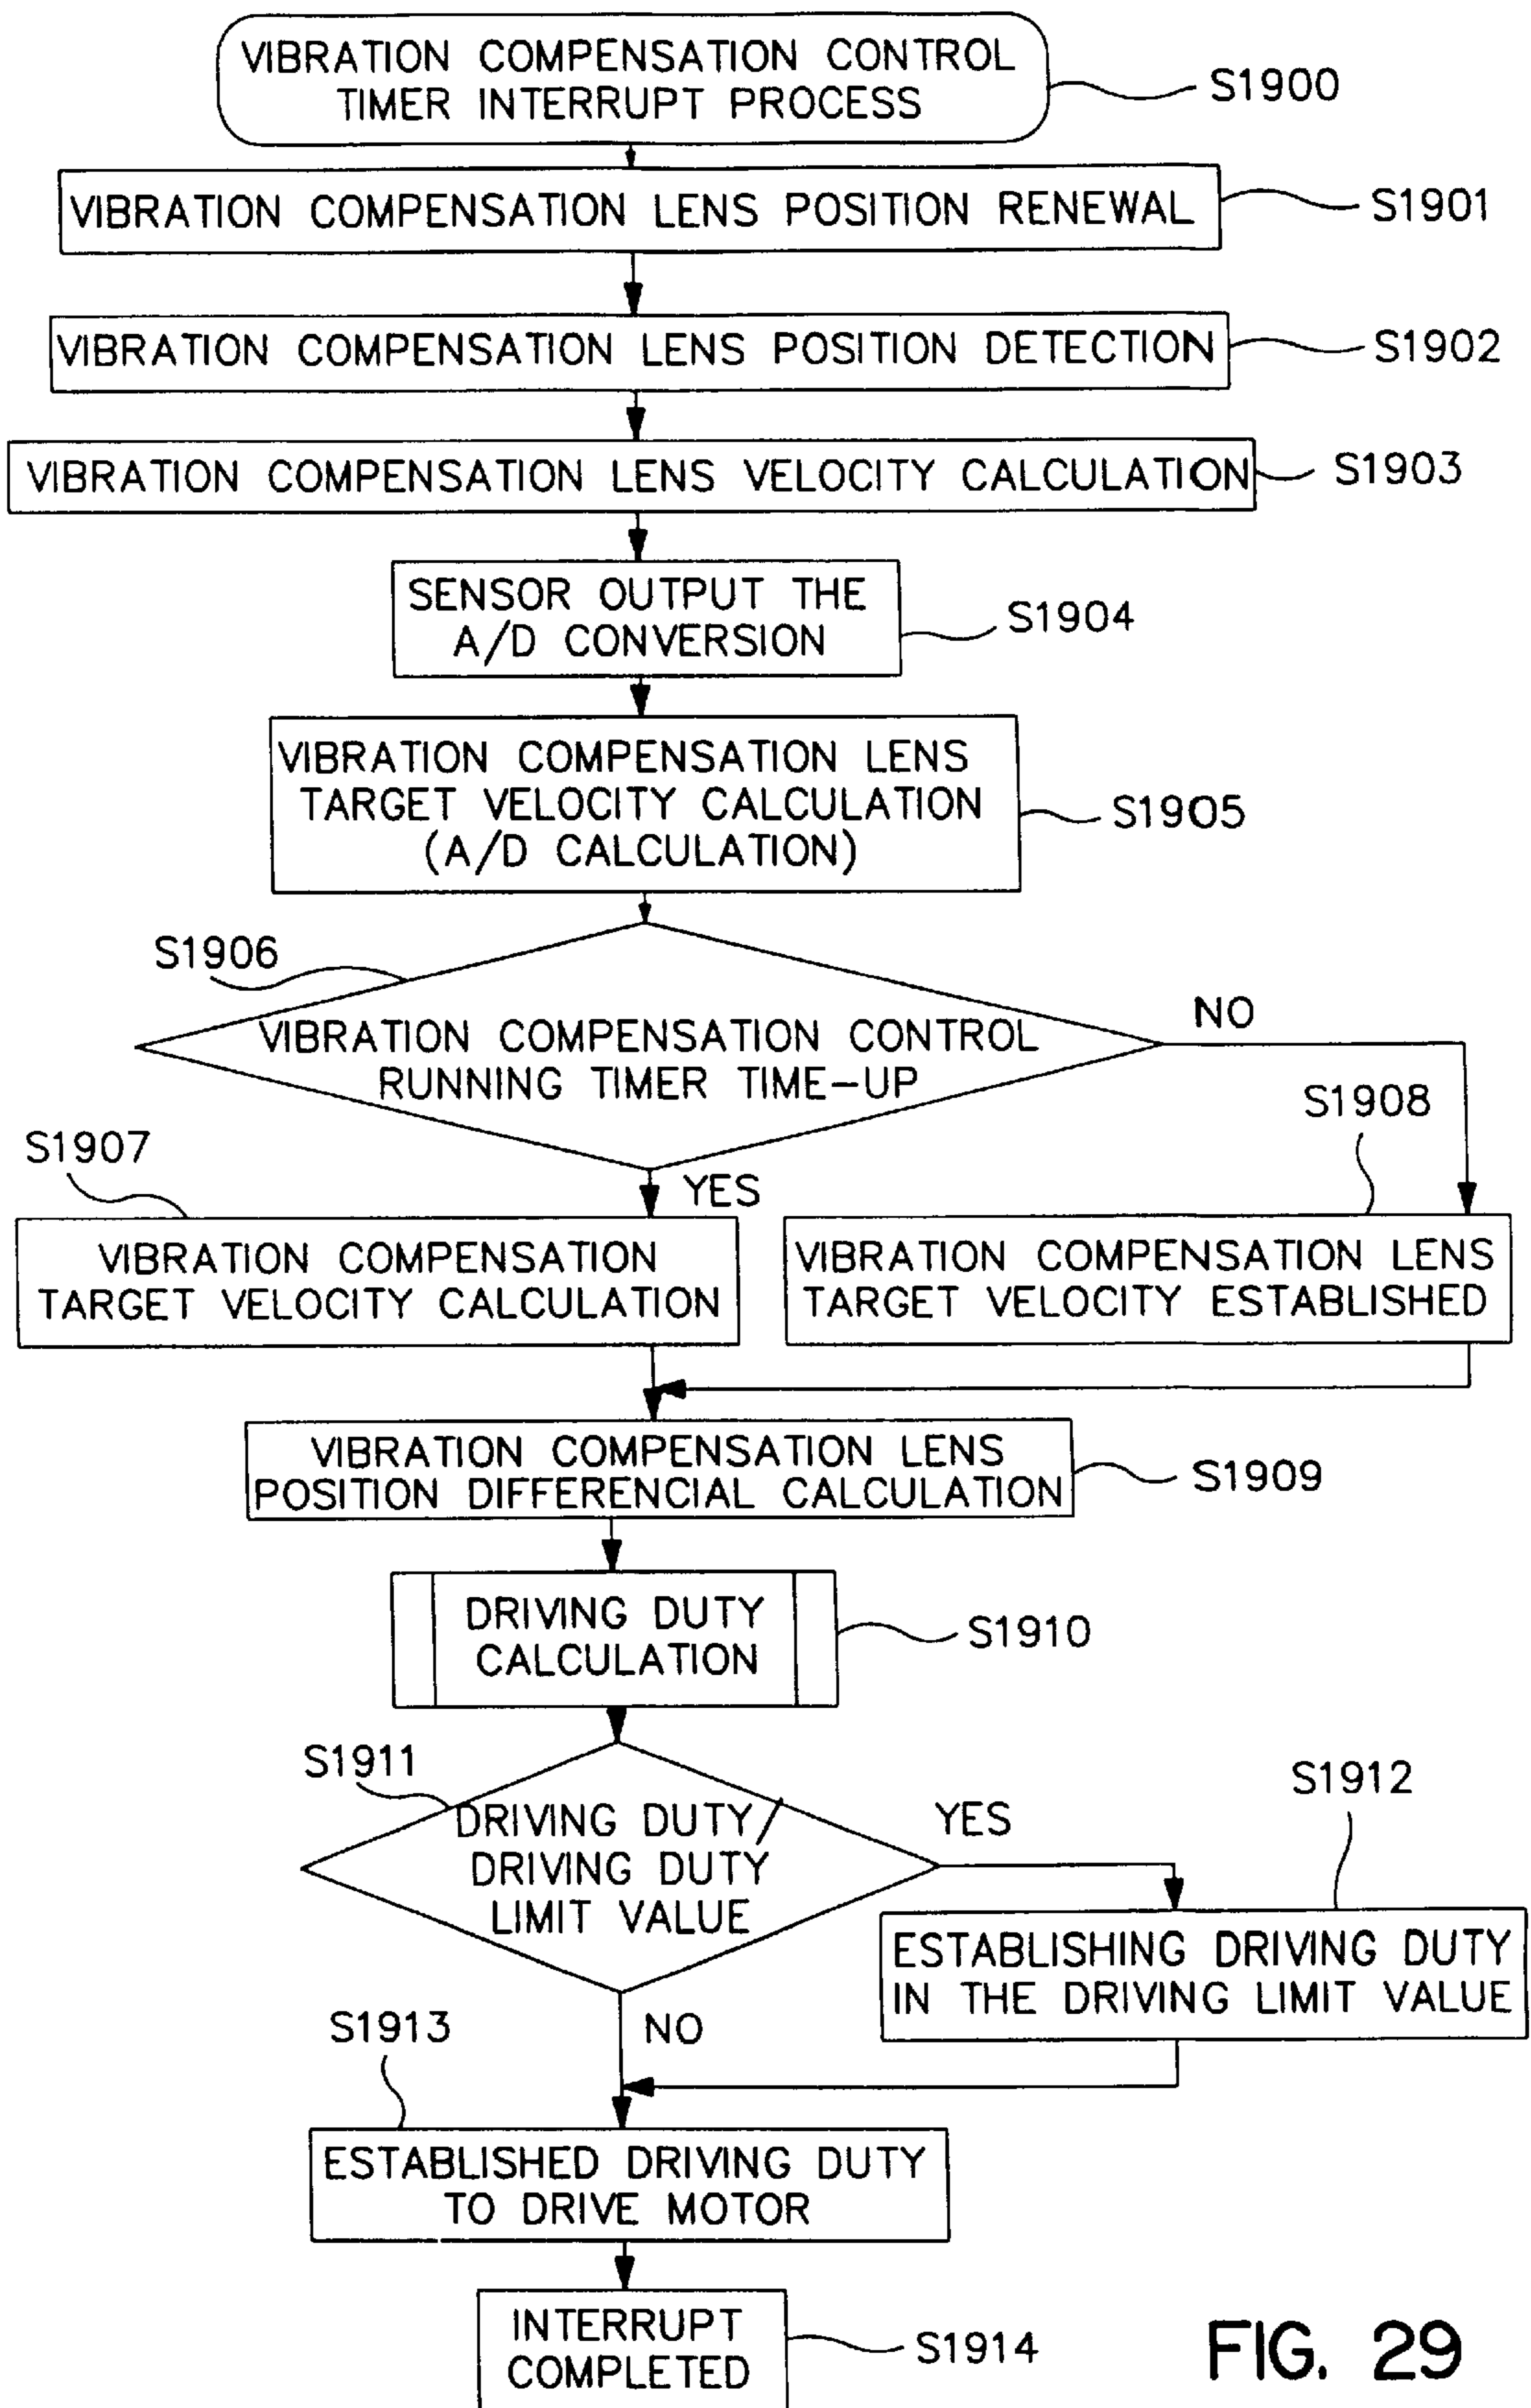 VIBRATION COMPENSATION CONTROL
TIMER INTERRUPT PROCESS
S1900
VIBRATION COMPENSATION LENS POSITION RENEWAL
S1901
VIBRATION COMPENSATION LENS POSITION DETECTION
S1902
VIBRATION COMPENSATION LENS VELOCITY CALCULATION
S1903
SENSOR OUTPUT THE
A/D CONVERSION
S1904
VIBRATION COMPENSATION LENS
TARGET VELOCITY CALCULATION
(A/D CALCULATION)
S1905
S1906
VIBRATION COMPENSATION CONTROL
RUNNING TIMER TIME-UP
NO
YES
S1907
VIBRATION COMPENSATION
TARGET VELOCITY CALCULATION
S1908
VIBRATION COMPENSATION LENS
TARGET VELOCITY ESTABLISHED
VIBRATION COMPENSATION LENS
POSITION DIFFERENCIAL CALCULATION
S1909
DRIVING DUTY
CALCULATION
S1910
S1911
DRIVING DUTY/
DRIVING DUTY
LIMIT VALUE
YES
NO
S1912
ESTABLISHING DRIVING DUTY
IN THE DRIVING LIMIT VALUE
S1913
ESTABLISHED DRIVING DUTY
TO DRIVE MOTOR
INTERRUPT
COMPLETED
S1914
FIG. 29